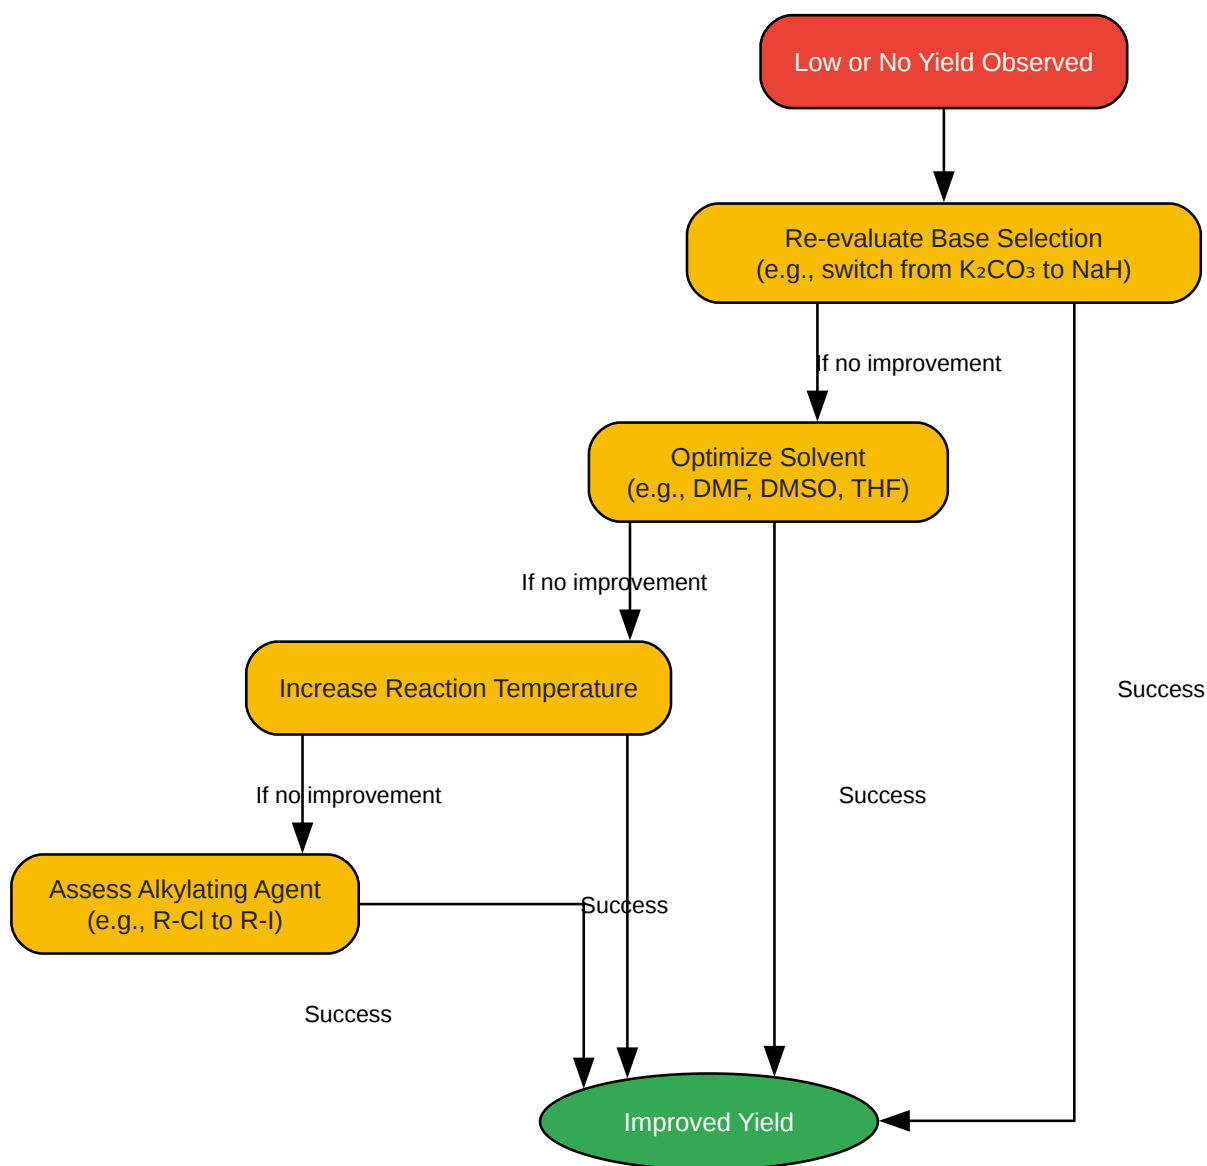 Low or No Yield Observed
Re-evaluate Base Selection
(e.g., switch from K₂CO₃ to NaH)
If no improvement
Optimize Solvent
(e.g., DMF, DMSO, THF)
If no improvement
Increase Reaction Temperature
Success
If no improvement
Success
Assess Alkylating Agent
(e.g., R-Cl to R-I)
Success
Success
Improved Yield